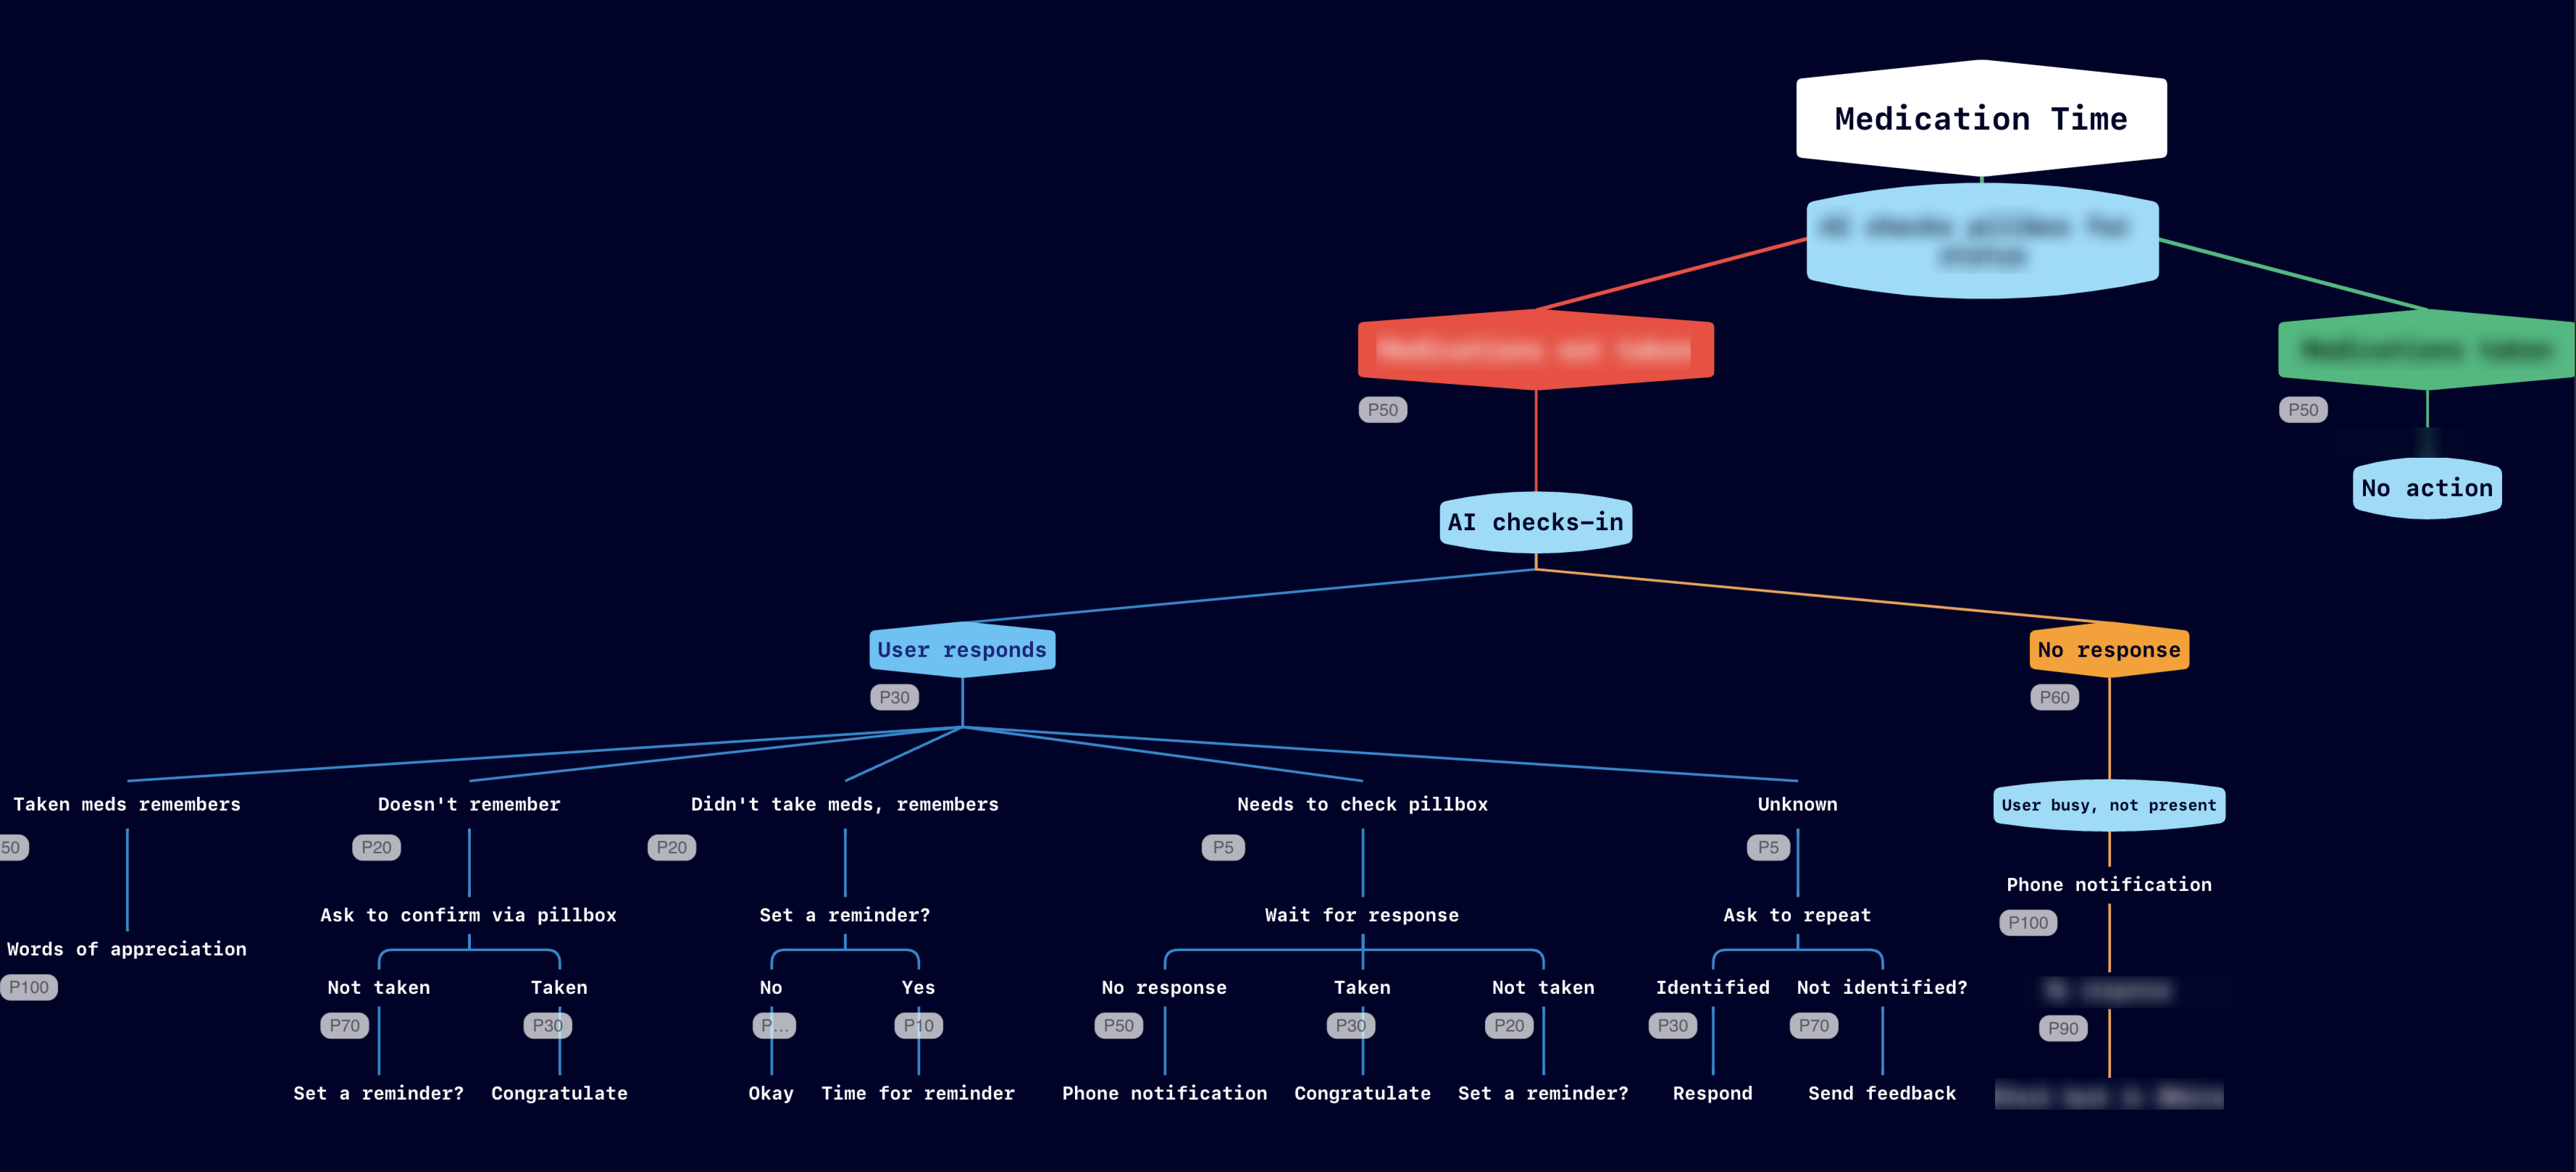 Medication Time
P50
P50
No action
AI checks-in
User responds
No response
P30
P60
Taken meds remembers
Doesn't remember
Didn't take meds, remembers
Needs to check pillbox
Unknown
User busy, not present
50
P20
P20
P5
P5
Phone notification
Ask to confirm via pillbox
Set a reminder?
Wait for response
Ask to repeat
P100
Words of appreciation
P100
Not taken
Taken
No
Yes
No response
Taken
Not taken
Identified
Not identified?
P70
P30
P...
P10
P50
P30
P20
P30
P70
P90
Set a reminder?
Congratulate
Okay
Time for reminder
Phone notification
Congratulate
Set a reminder?
Respond
Send feedback